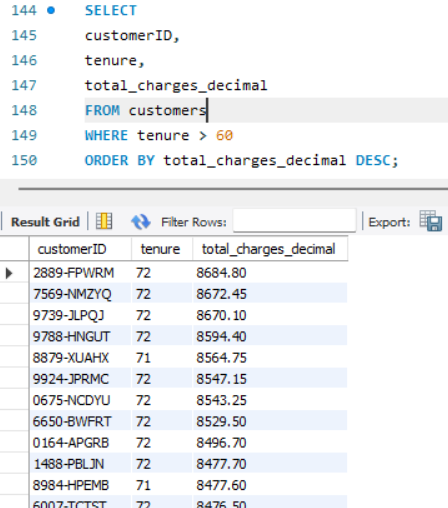 144 SELECT
145 customerID,
146 tenure,
147 total_charges_decimal
148 FROM customers
149 WHERE tenure > 60
150 ORDER BY total_charges_decimal DESC;
Result Grid Filter Rows: Export:
customerID tenure total_charges_decimal
2889-FPWRM 72 8684.80
7569-NMZYQ 72 8672.45
9739-JLPQJ 72 8670.10
9788-HNGUT 72 8594.40
8879-XUAHX 71 8564.75
9924-JPRMC 72 8547.15
0675-NCDYU 72 8543.25
6650-BWFRT 72 8529.50
0164-APGRB 72 8496.70
1488-PBLJN 72 8477.70
8984-HPEMB 71 8477.60
6007-TCTST 72 8476.50